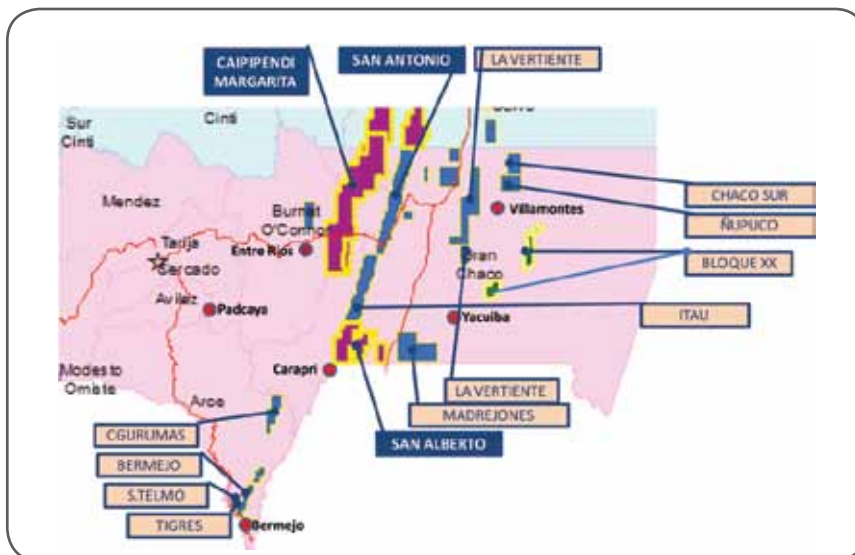 CAIPIPENDI
MARGARITA
SAN ANTONIO
LA VERTIENTE
Sur
Cinti
Cinti
Mendez
Burnet
O'Connor
CHACO SUR
Villamontes
ÑUPUCO
Tarija
Cercado
Entre Rios
Gran
Chaco
BLOQUE XX
Avilez
Padcaya
Yacuiba
ITAU
Modesto
Omiste
Carapri
Arce
LA VERTIENTE
MADREJONES
CGURUMAS
SAN ALBERTO
BERMEJO
S.TELMO
TIGRES
Bermejo